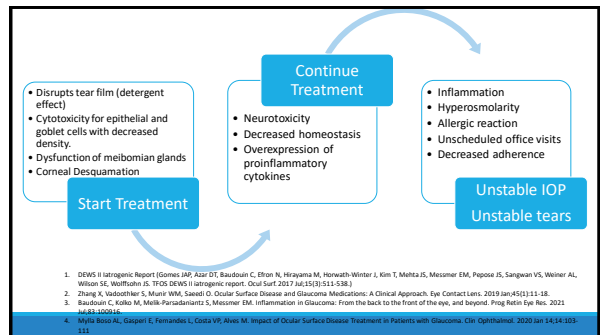 • Disrupts tear film (detergent
effect)
• Cytotoxicity for epithelial and
goblet cells with decreased
density.
• Dysfunction of meibomian glands
• Corneal Desquamation
Start Treatment
Continue
Treatment
• Neurotoxicity
• Decreased homeostasis
• Overexpression of
proinflammatory
cytokines
• Inflammation
• Hyperosmolarity
• Allergic reaction
• Unscheduled office visits
• Decreased adherence
Unstable IOP
Unstable tears
1. DEWS II Iatrogenic Report (Gomes JAP, Azar DT, Baudouin C, Efron N, Hirayama M, Horwath-Winter J, Kim T, Mehta JS, Messmer EM, Pepose JS, Sangwan VS, Weiner AL,
Wilson SE, Wolffsohn JS. TFOS DEWS II iatrogenic report. Ocul Surf. 2017 Jul;15(3):511-538.)
2. Zhang X, Vadoothker S, Munir WM, Saeedi O. Ocular Surface Disease and Glaucoma Medications: A Clinical Approach. Eye Contact Lens. 2019 Jan;45(1):11-18.
3. Baudouin C, Kolko M, Melik-Parsadaniantz S, Messmer EM. Inflammation in Glaucoma: From the back to the front of the eye, and beyond. Prog Retin Eye Res. 2021
Jul;83:100916.
4. Mylla Boso AL, Gasperi E, Fernandes L, Costa VP, Alves M. Impact of Ocular Surface Disease Treatment in Patients with Glaucoma. Clin Ophthalmol. 2020 Jan 14;14:103-
111